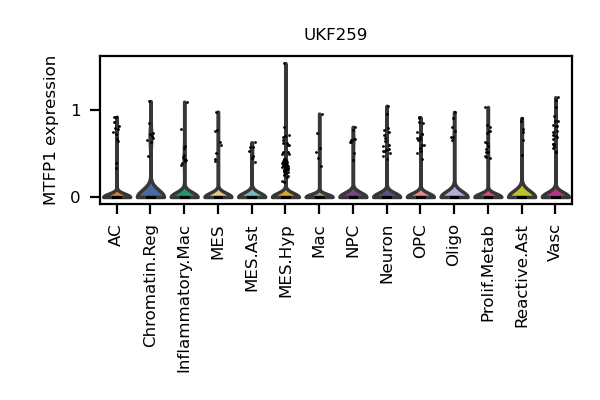 UKF259
MTFP1 expression
1
0
AC
Chromatin.Reg
Inflammatory.Mac
MES
MES.Ast
MES.Hyp
Mac
NPC
Neuron
OPC
Oligo
Prolif.Metab
Reactive.Ast
Vasc